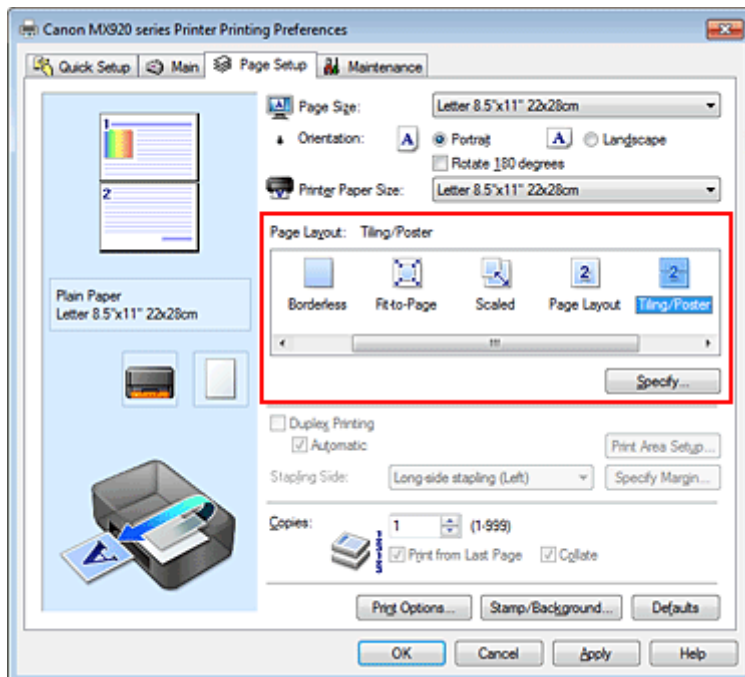 Canon MX920 series Printer Printing Preferences
Quick Setup Main Page Setup Maintenance
1
2
Plain Paper
Letter 8.5"x11" 22x28cm
Page Size: Letter 8.5"x11" 22x28cm
Orientation: A Portrait A Landscape
Rotate 180 degrees
Printer Paper Size: Letter 8.5"x11" 22x28cm
Page Layout: Tiling/Poster
2 2
Borderless Fit-to-Page Scaled Page Layout Tiling/Poster
Specify...
Duplex Printing
Automatic
Print Area Setup...
Stapling Side: Long-side stapling (Left) Specify Margin...
Copies: 1 (1-999)
Print from Last Page Collate
A
Print Options... Stamp/Background... Defaults
OK Cancel Apply Help